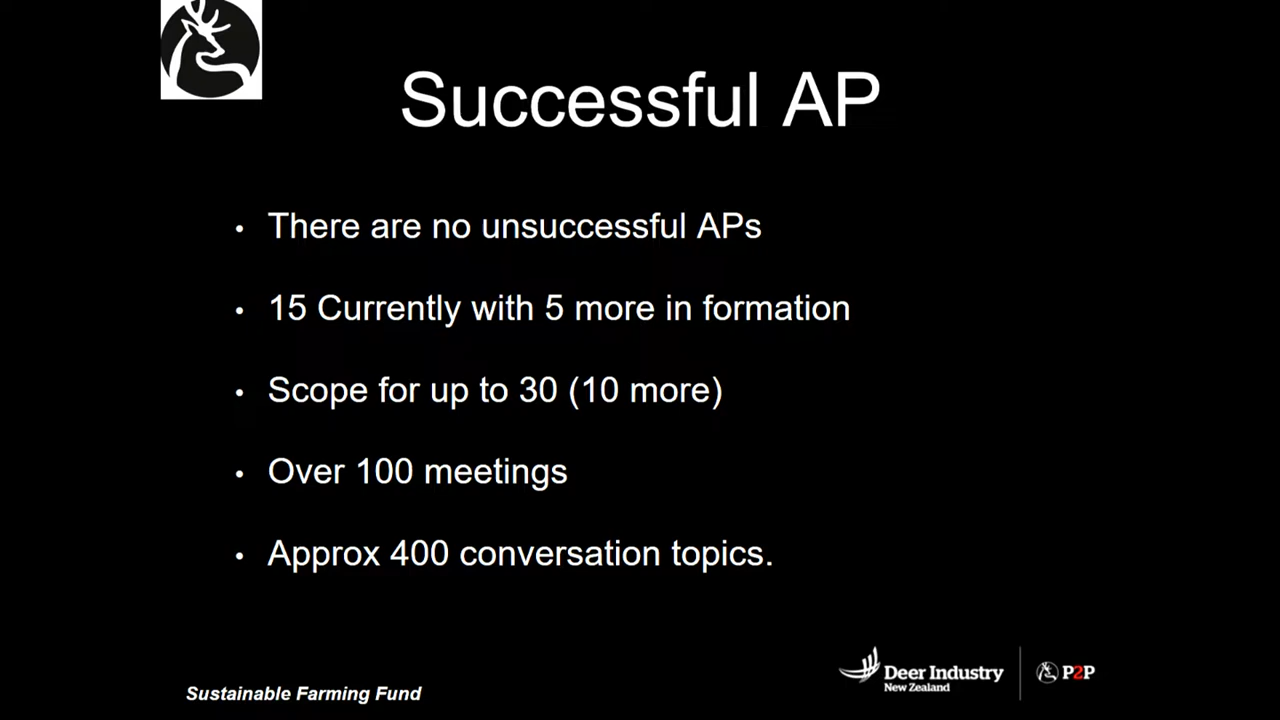 Successful AP
• There are no unsuccessful APs
• 15 Currently with 5 more in formation
• Scope for up to 30 (10 more)
• Over 100 meetings
• Approx 400 conversation topics.
Sustainable Farming Fund
Deer Industry
New Zealand
P2P